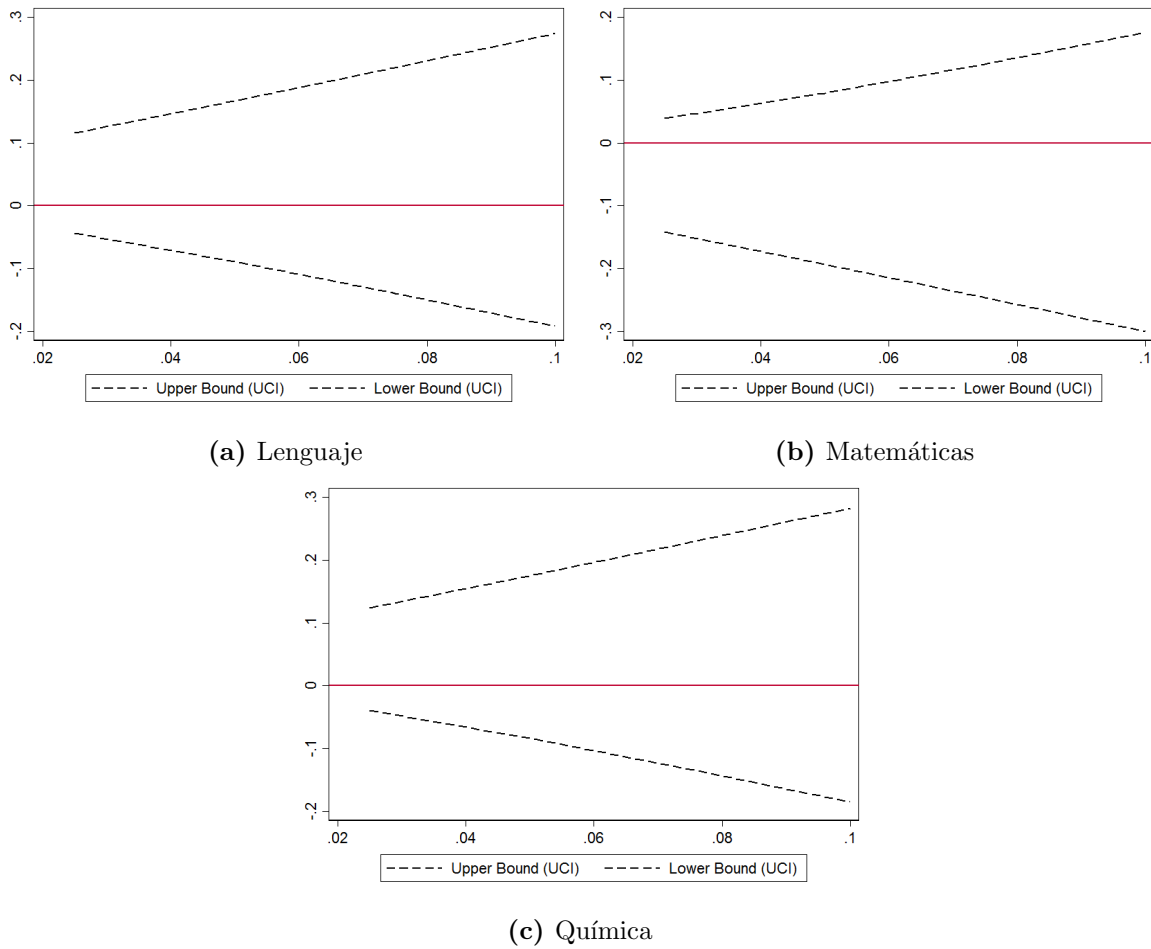 .3
.2
.1
0
-.1
-.2
.02 .04 .06 .08 .1
Upper Bound (UCI) Lower Bound (UCI)
(a) Lenguaje
.2
.1
0
-.1
-.2
-.3
.02 .04 .06 .08 .1
Upper Bound (UCI) Lower Bound (UCI)
(b) Matemáticas
.3
.2
.1
0
-.1
-.2
.02 .04 .06 .08 .1
Upper Bound (UCI) Lower Bound (UCI)
(c) Química